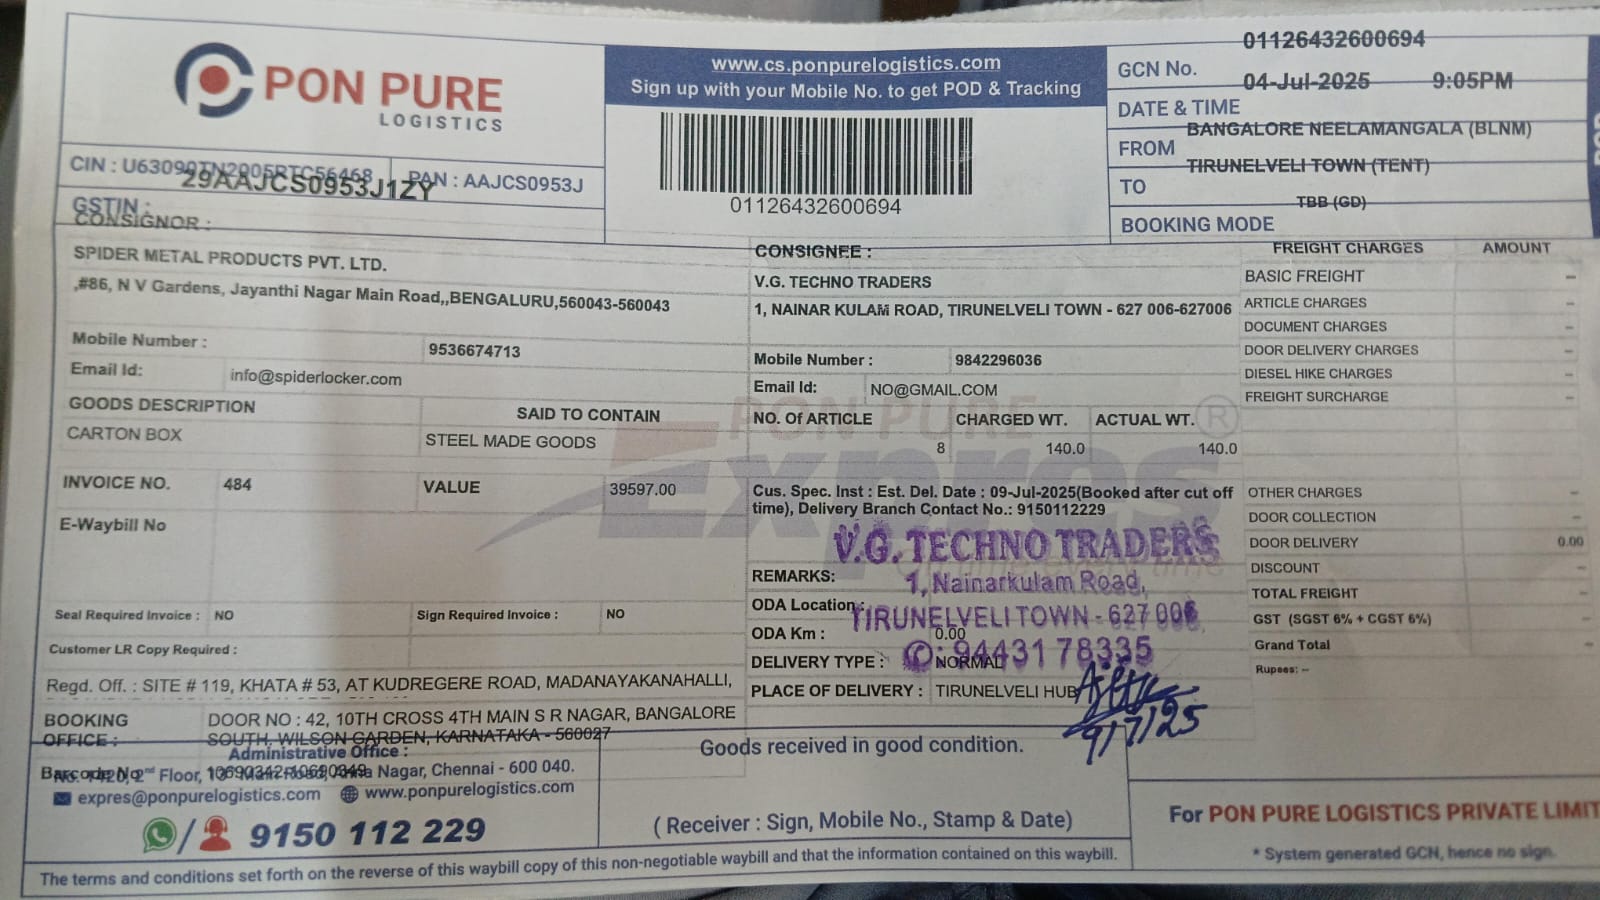 PON PURE
LOGISTICS
www.cs.ponpurelogistics.com
Sign up with your Mobile No. to get POD & Tracking
01126432600694
GCN No. 01126432600694
DATE & TIME 04-Jul-2025 9:05PM
FROM BANGALORE NEELAMANGALA (BLNM)
TO TIRUNELVELI TOWN (TENT)
BOOKING MODE TBB (GD)
CIN : U63090TN2005PTC56468 PAN : AAJCS0953J
GSTIN : 29AAJCS0953J1ZY
CONSIGNOR :
SPIDER METAL PRODUCTS PVT. LTD.
,#86, N V Gardens, Jayanthi Nagar Main Road,,BENGALURU,560043-560043
Mobile Number : 9536674713
Email Id: info@spiderlocker.com
GOODS DESCRIPTION SAID TO CONTAIN
CARTON BOX STEEL MADE GOODS
INVOICE NO. 484 VALUE 39597.00
E-Waybill No
Seal Required Invoice : NO Sign Required Invoice : NO
Customer LR Copy Required :
Regd. Off. : SITE # 119, KHATA # 53, AT KUDREGERE ROAD, MADANAYAKANAHALLI,
BOOKING OFFICE : DOOR NO : 42, 10TH CROSS 4TH MAIN S R NAGAR, BANGALORE
SOUTH, WILSON GARDEN, KARNATAKA - 560027
Administrative Office :
Barcode No 10690342-10690349
2nd Floor, Nagar, Chennai - 600 040.
expres@ponpurelogistics.com www.ponpurelogistics.com
/ 9150 112 229
CONSIGNEE :
V.G. TECHNO TRADERS
1, NAINAR KULAM ROAD, TIRUNELVELI TOWN - 627 006-627006
Mobile Number : 9842296036
Email Id: NO@GMAIL.COM
NO. Of ARTICLE CHARGED WT. ACTUAL WT.
8 140.0 140.0
PON PURE
Expres ®
Cus. Spec. Inst : Est. Del. Date : 09-Jul-2025(Booked after cut off
time), Delivery Branch Contact No.: 9150112229
REMARKS:
ODA Location :
ODA Km : 0.00
DELIVERY TYPE : NORMAL
PLACE OF DELIVERY : TIRUNELVELI HUB
V.G. TECHNO TRADERS
1, Nainarkulam Road,
TIRUNELVELI TOWN - 627 006
✆: 94431 78335
9/7/25
Goods received in good condition.
( Receiver : Sign, Mobile No., Stamp & Date)
FREIGHT CHARGES AMOUNT
BASIC FREIGHT -
ARTICLE CHARGES -
DOCUMENT CHARGES -
DOOR DELIVERY CHARGES -
DIESEL HIKE CHARGES -
FREIGHT SURCHARGE -
OTHER CHARGES -
DOOR COLLECTION -
DOOR DELIVERY 0.00
DISCOUNT -
TOTAL FREIGHT -
GST (SGST 6% + CGST 6%) -
Grand Total -
Rupees: --
For PON PURE LOGISTICS PRIVATE LIMIT
* System generated GCN, hence no sign.
The terms and conditions set forth on the reverse of this waybill copy of this non-negotiable waybill and that the information contained on this waybill.